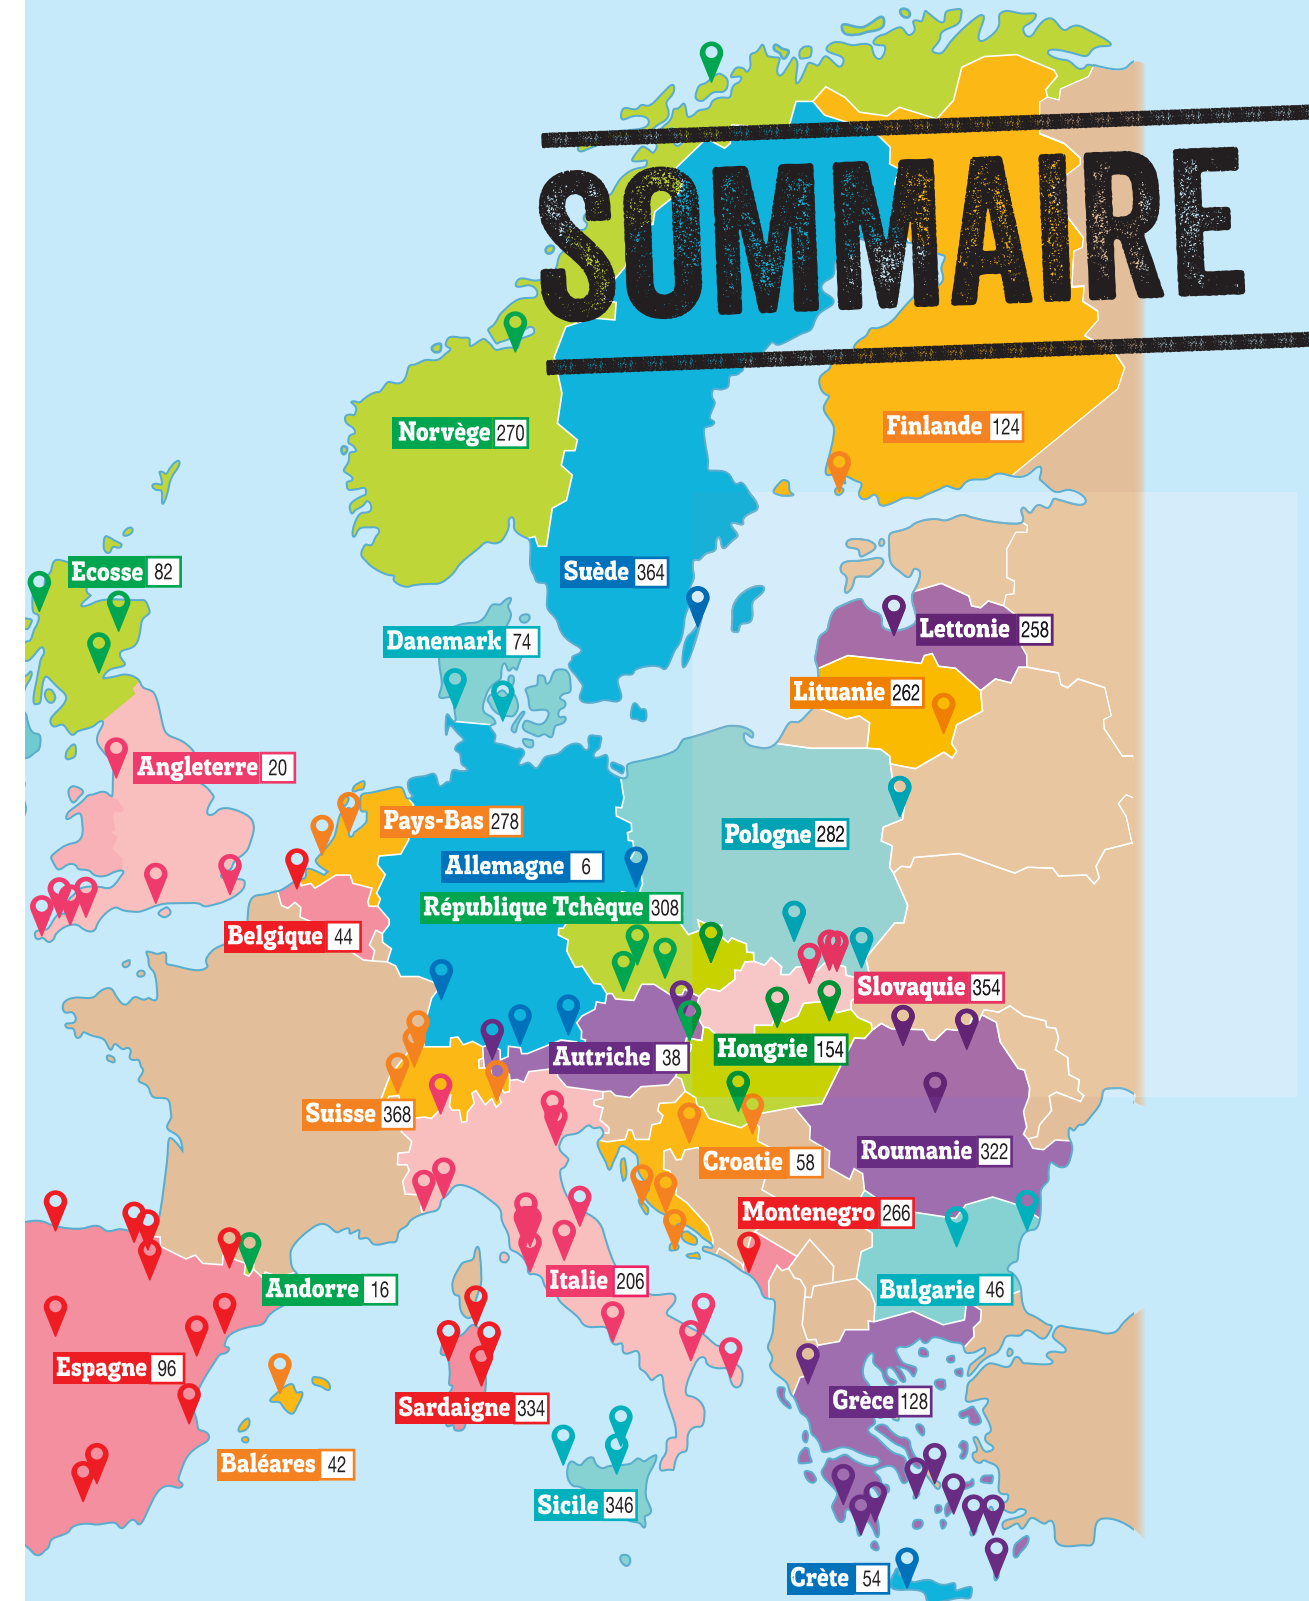 SOMMAIRE
Norvège 270
Finlande 124
Ecosse 82
Suède 364
Lettonie 258
Danemark 74
Lituanie 262
Angleterre 20
Pays-Bas 278
Pologne 282
Allemagne 6
République Tchèque 308
Belgique 44
Slovaquie 354
Hongrie 154
Autriche 38
Suisse 368
Roumanie 322
Croatie 58
Montenegro 266
Italie 206
Andorre 16
Bulgarie 46
Espagne 96
Grèce 128
Sardaigne 334
Baléares 42
Sicile 346
Crète 54